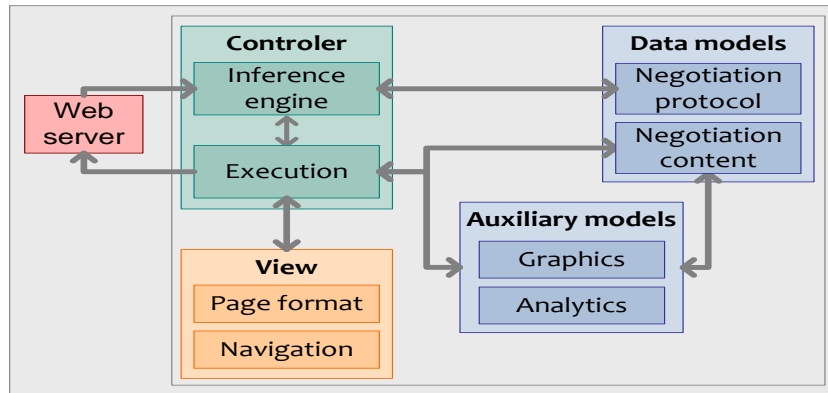 Controler
Inference
engine
Execution
Web
server
View
Page format
Navigation
Data models
Negotiation
protocol
Negotiation
content
Auxiliary models
Graphics
Analytics